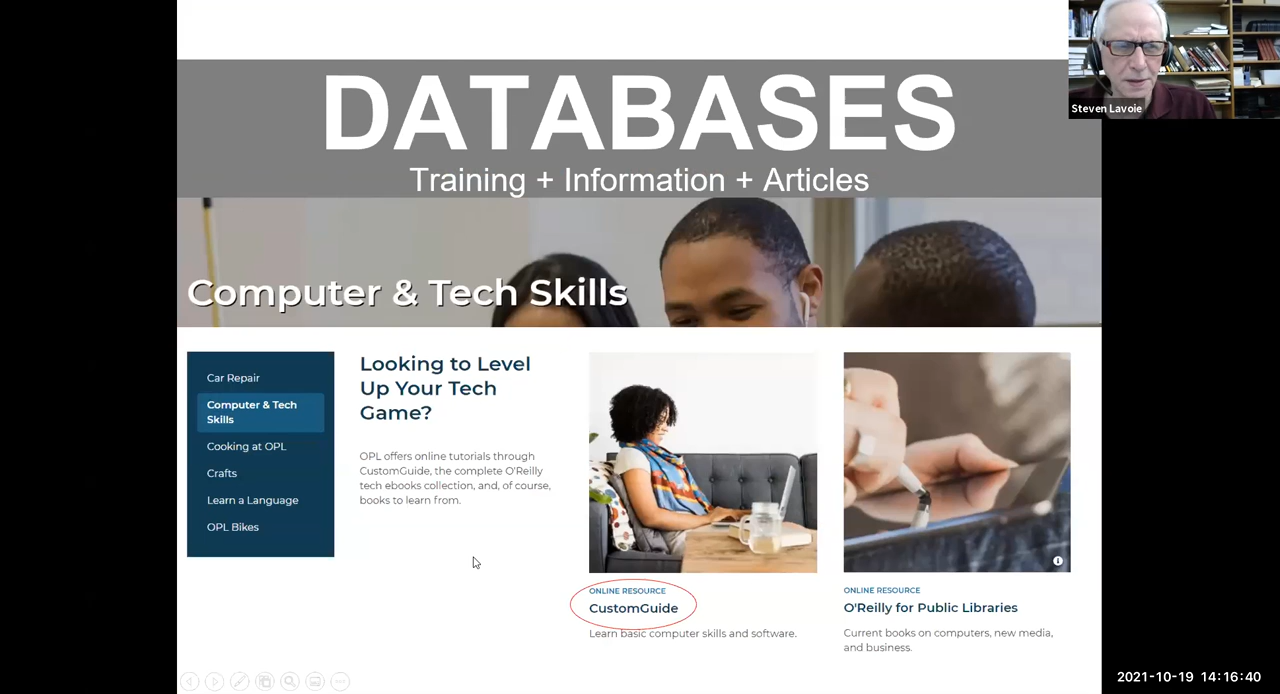 DATABASES
Training + Information + Articles
Steven Lavoie
Computer & Tech Skills
Car Repair
Computer & Tech
Skills
Cooking at OPL
Crafts
Learn a Language
OPL Bikes
Looking to Level
Up Your Tech
Game?
OPL offers online tutorials through
CustomGuide, the complete O'Reilly
tech ebooks collection, and, of course,
books to learn from.
ONLINE RESOURCE
CustomGuide
Learn basic computer skills and software.
ONLINE RESOURCE
O'Reilly for Public Libraries
Current books on computers, new media,
and business.
2021-10-19 14:16:40